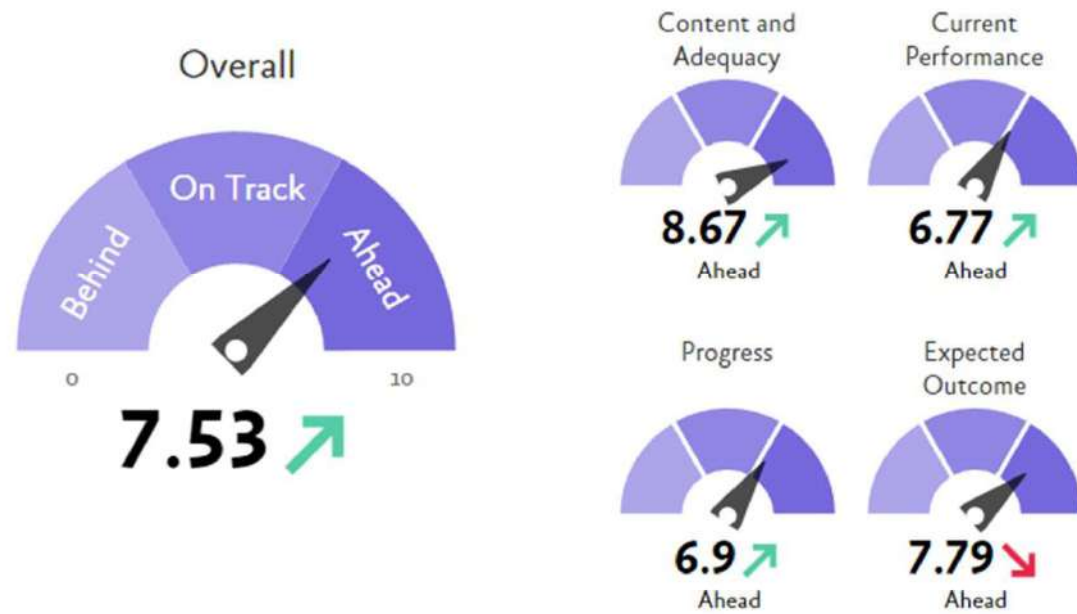 Overall
Behind
On Track
Ahead
0
10
7.53
Content and
Adequacy
8.67
Ahead
Current
Performance
6.77
Ahead
Progress
6.9
Ahead
Expected
Outcome
7.79
Ahead